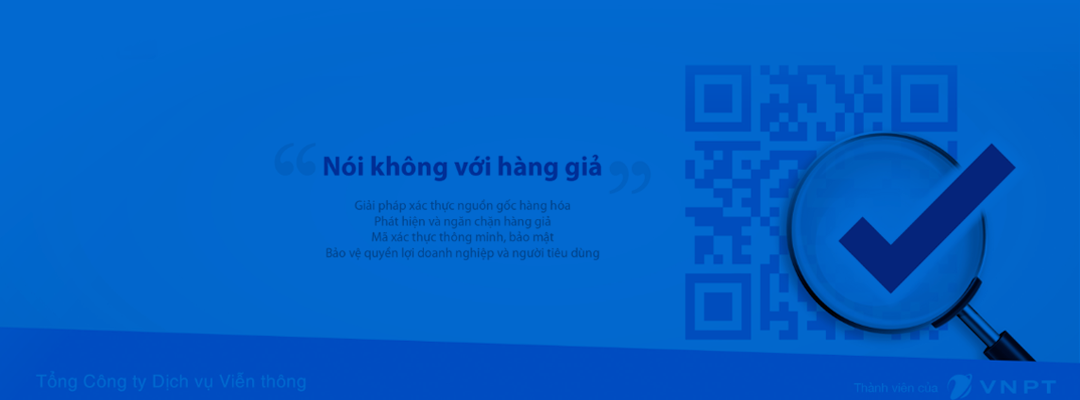 Nói không với hàng giả
Giải pháp xác thực nguồn gốc hàng hóa
Phát hiện và ngăn chặn hàng giả
Mã xác thực thông minh, bảo mật
Bảo vệ quyền lợi doanh nghiệp và người tiêu dùng
Tổng Công ty Dịch vụ Viễn thông
Thành viên của VNPT